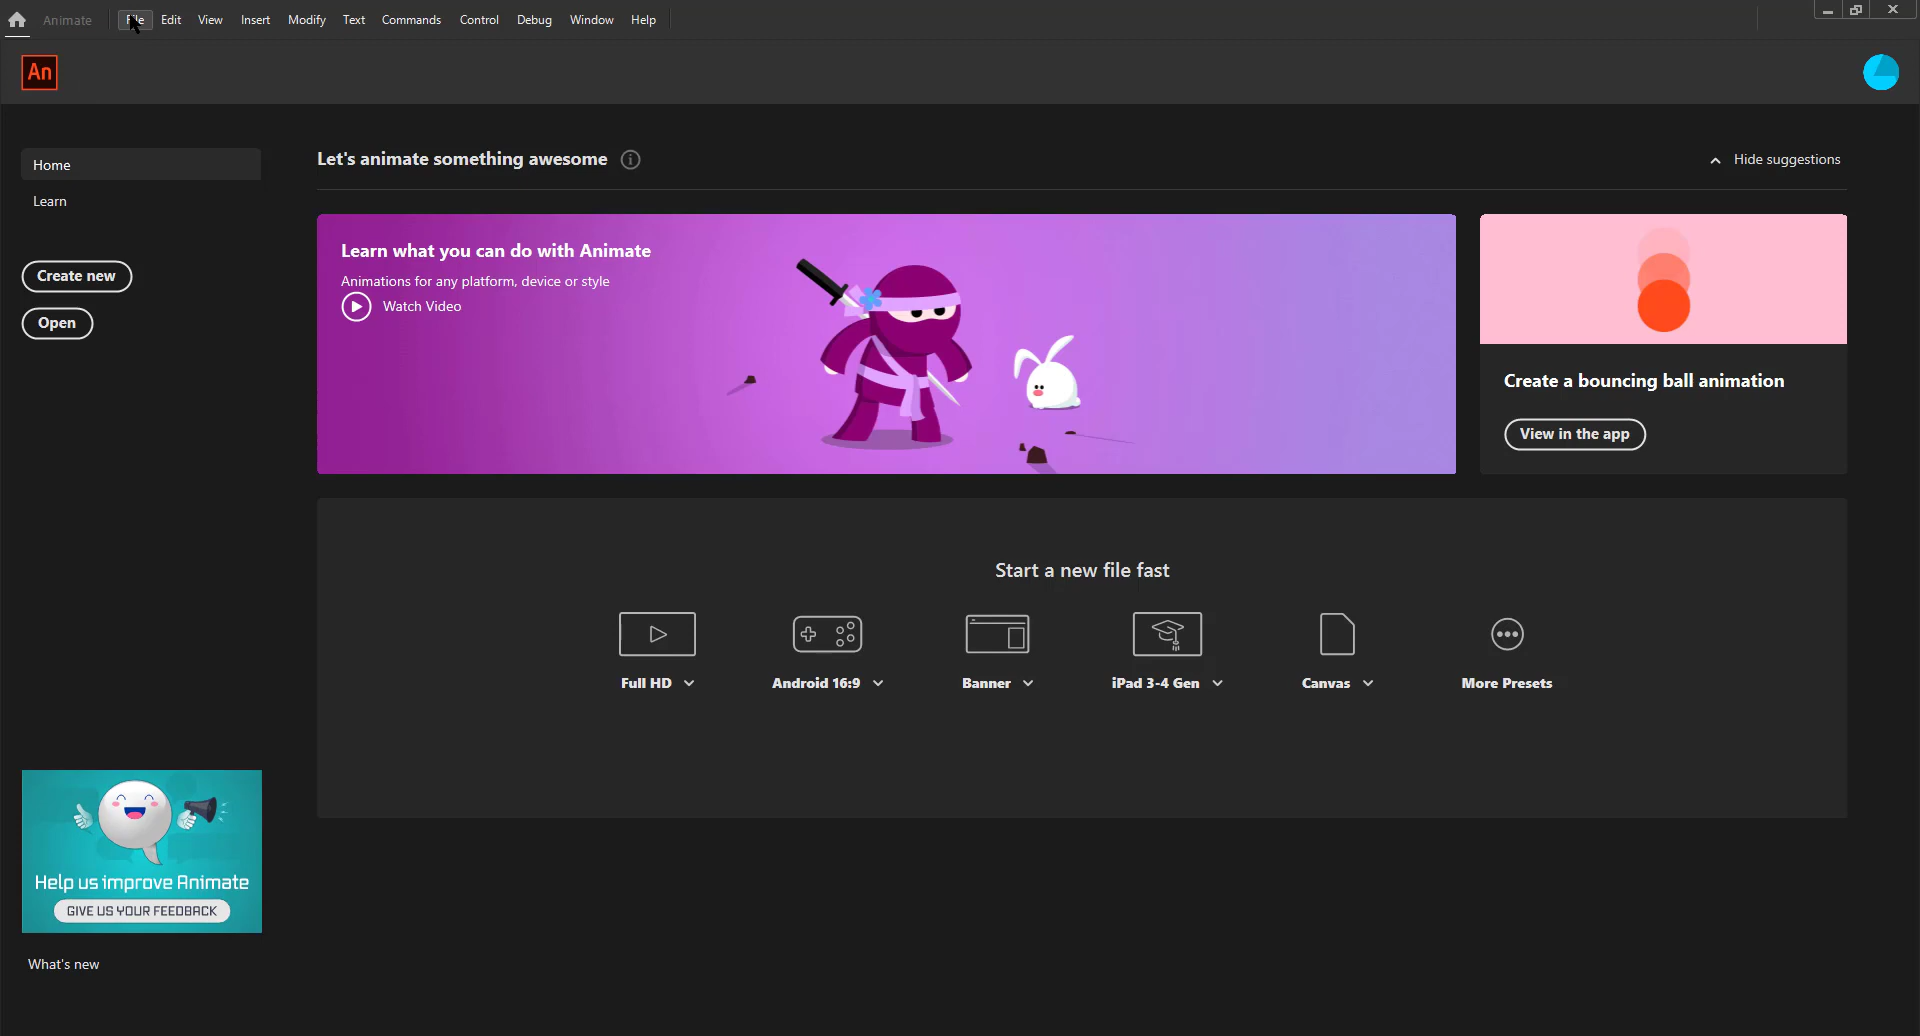 Animate File Edit View Insert Modify Text Commands Control Debug Window Help
An
Home
Learn
Create new
Open
Let's animate something awesome
Hide suggestions
Learn what you can do with Animate
Animations for any platform, device or style
Watch Video
Create a bouncing ball animation
View in the app
Start a new file fast
Full HD Android 16:9 Banner iPad 3-4 Gen Canvas More Presets
Help us improve Animate
GIVE US YOUR FEEDBACK
What's new